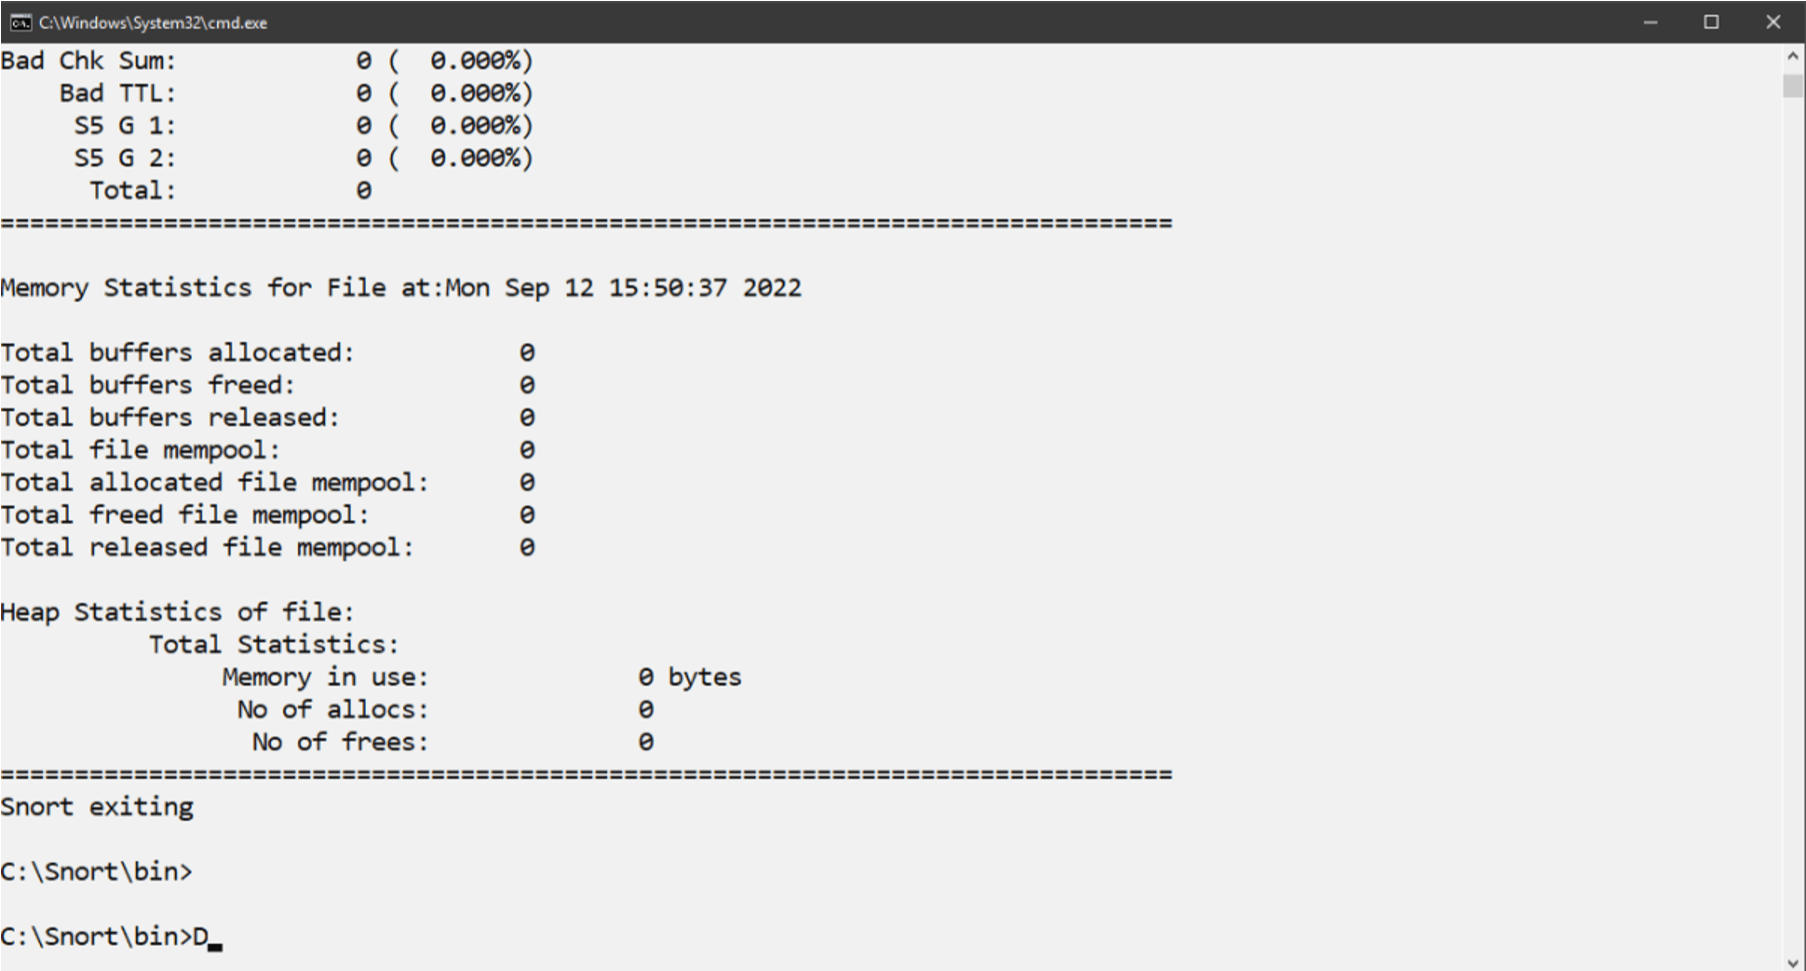 C:\Windows\System32\cmd.exe
Bad Chk Sum:            0 (  0.000%)
    Bad TTL:            0 (  0.000%)
     S5 G 1:            0 (  0.000%)
     S5 G 2:            0 (  0.000%)
      Total:            0
===============================================================================
Memory Statistics for File at:Mon Sep 12 15:50:37 2022
Total buffers allocated:           0
Total buffers freed:               0
Total buffers released:            0
Total file mempool:                0
Total allocated file mempool:      0
Total freed file mempool:          0
Total released file mempool:       0
Heap Statistics of file:
          Total Statistics:
               Memory in use:              0 bytes
                No of allocs:              0
                 No of frees:              0
===============================================================================
Snort exiting
C:\Snort\bin>
C:\Snort\bin>D